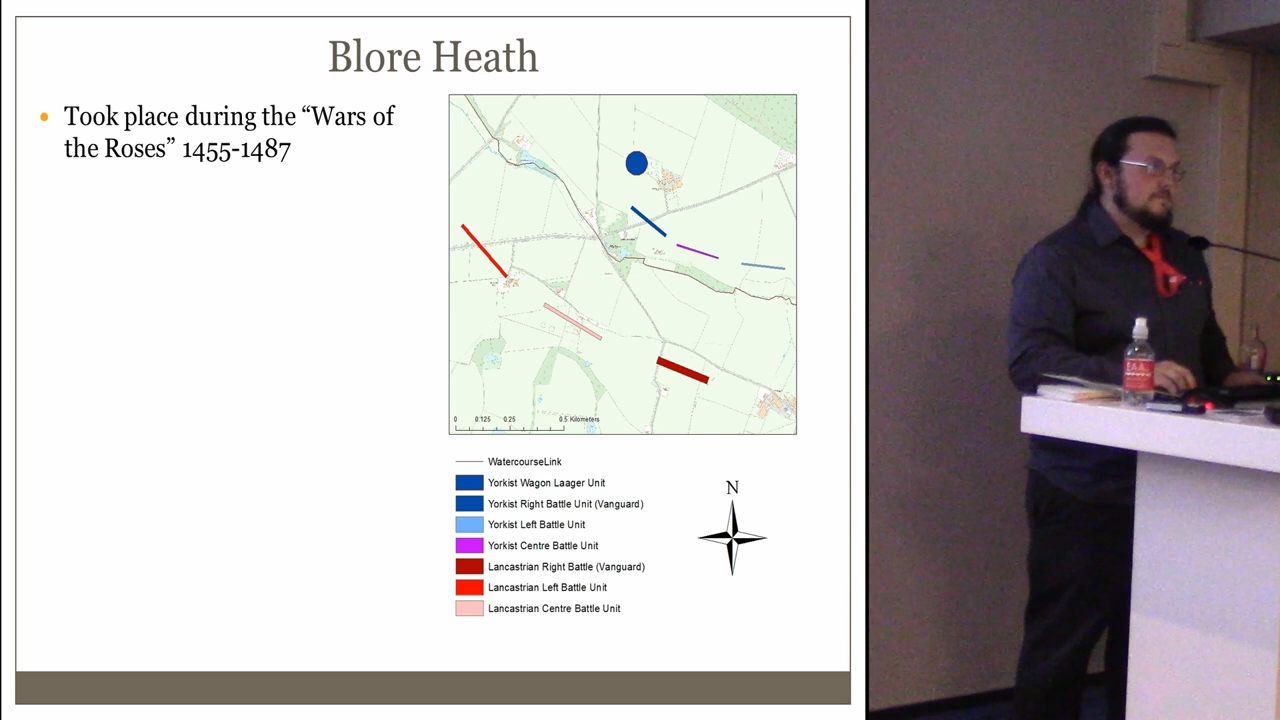 Blore Heath
• Took place during the “Wars of
the Roses” 1455-1487
0 0.125 0.25 0.5 Kilometers
WatercourseLink
Yorkist Wagon Laager Unit
Yorkist Right Battle Unit (Vanguard)
Yorkist Left Battle Unit
Yorkist Centre Battle Unit
Lancastrian Right Battle (Vanguard)
Lancastrian Left Battle Unit
Lancastrian Centre Battle Unit
N